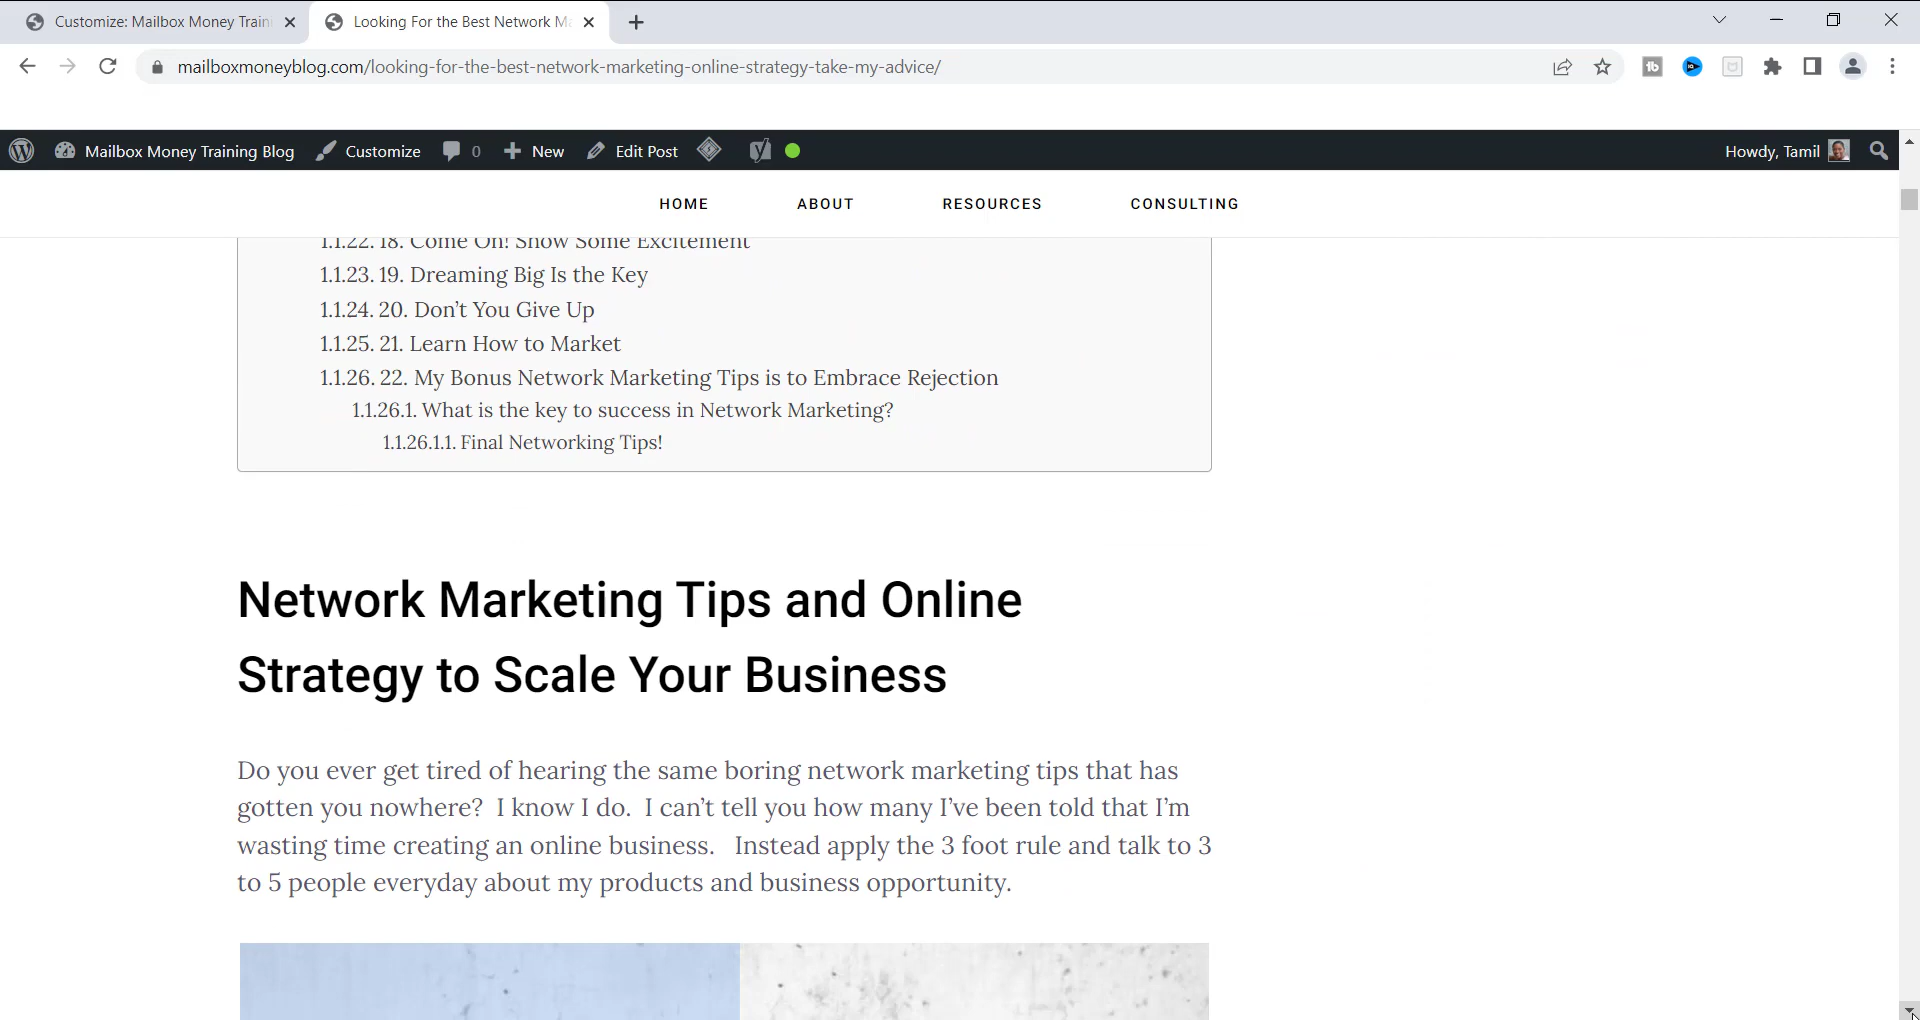 Customize: Mailbox Money Traini
Looking For the Best Network Ma
mailboxmoneyblog.com/looking-for-the-best-network-marketing-online-strategy-take-my-advice/
Mailbox Money Training Blog Customize 0 New Edit Post Howdy, Tamil
HOME ABOUT RESOURCES CONSULTING
1.1.22. 18. Come On! Show Some Excitement
1.1.23. 19. Dreaming Big Is the Key
1.1.24. 20. Don’t You Give Up
1.1.25. 21. Learn How to Market
1.1.26. 22. My Bonus Network Marketing Tips is to Embrace Rejection
1.1.26.1. What is the key to success in Network Marketing?
1.1.26.1.1. Final Networking Tips!
Network Marketing Tips and Online
Strategy to Scale Your Business
Do you ever get tired of hearing the same boring network marketing tips that has
gotten you nowhere? I know I do. I can’t tell you how many I’ve been told that I’m
wasting time creating an online business. Instead apply the 3 foot rule and talk to 3
to 5 people everyday about my products and business opportunity.